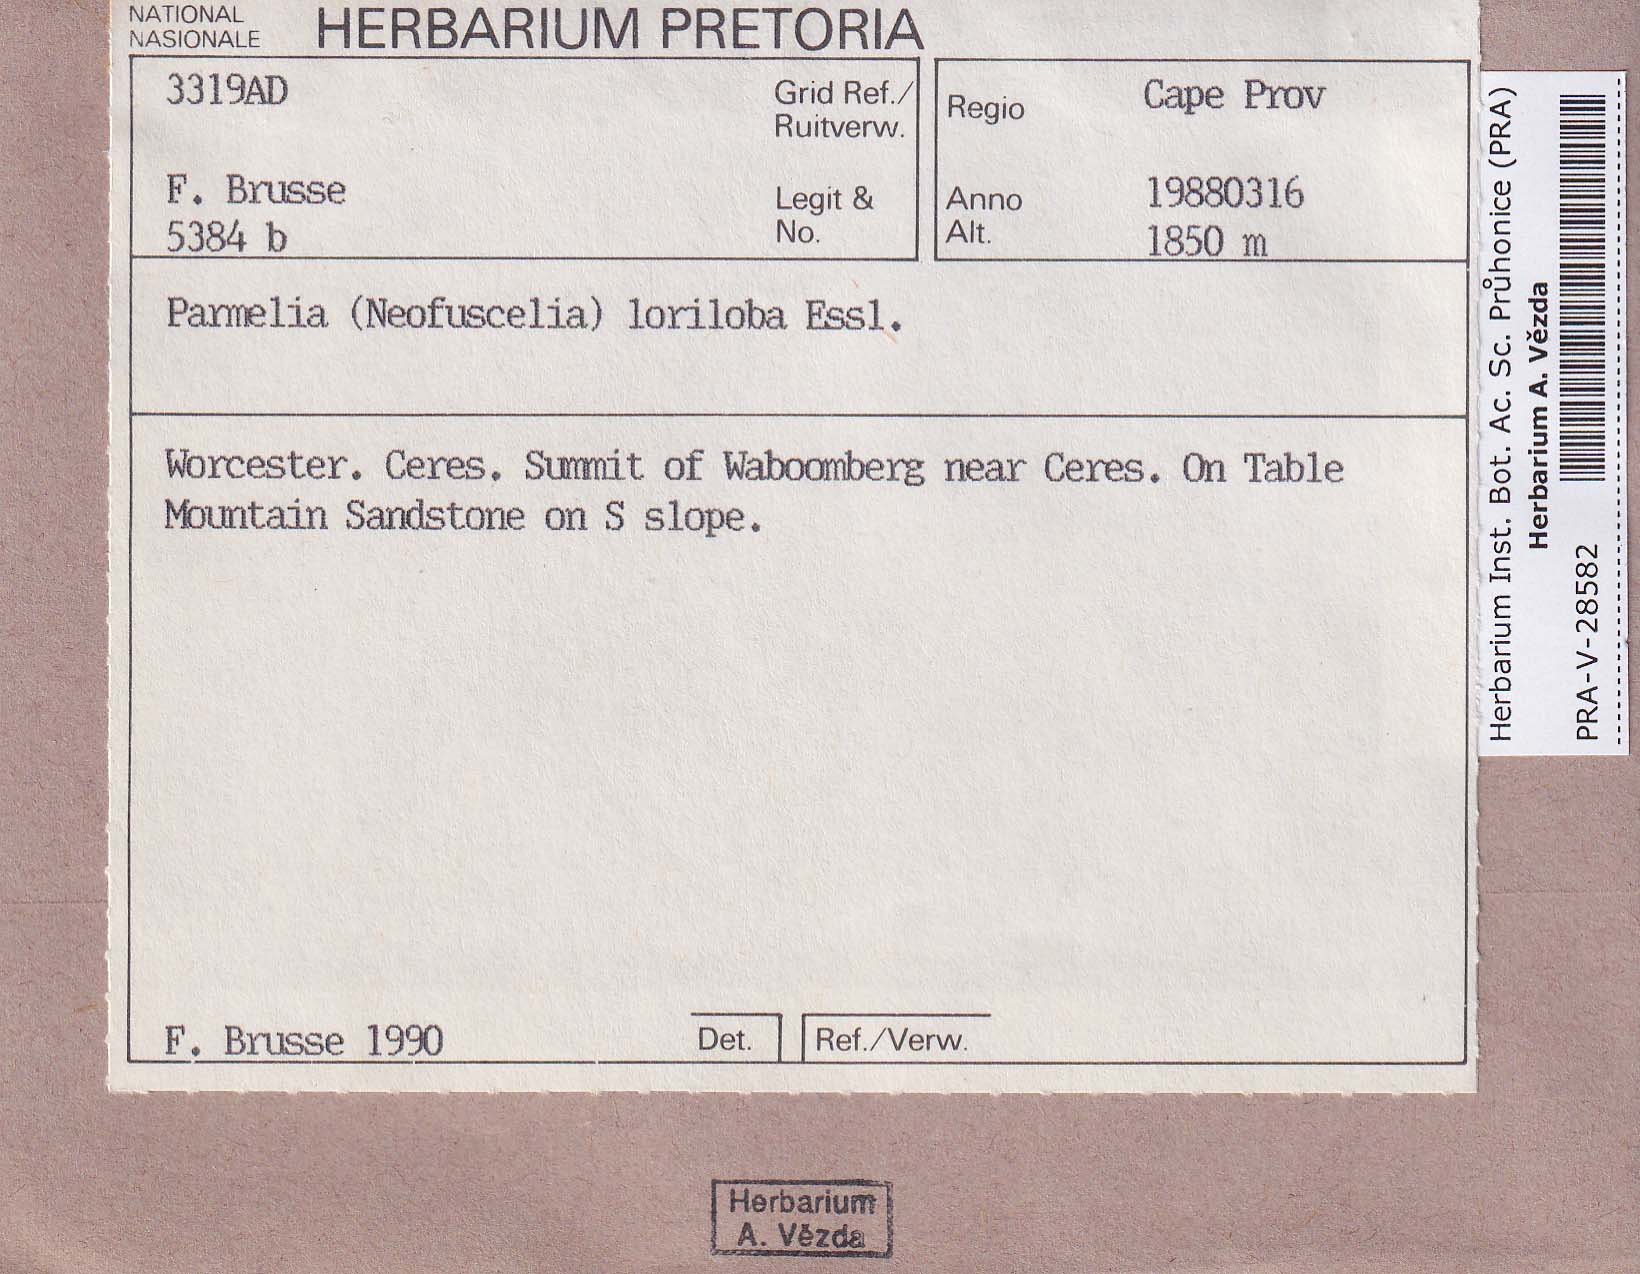 NATIONAL
NASIONALE
HERBARIUM PRETORIA
3319AD
Grid Ref./
Ruitverw.
F. Brusse
5384 b
Legit &
No.
Regio
Cape Prov
Anno
19880316
Alt.
1850 m
Parmelia (Neofuscelia) loriloba Essl.
Worcester. Ceres. Summit of Waboomberg near Ceres. On Table
Mountain Sandstone on S slope.
F. Brusse 1990
Det.
Ref./Verw.
Herbarium Inst. Bot. Ac. Sc. Průhonice (PRA)
Herbarium A. Vězda
PRA-V-28582
Herbarium
A. Vězda